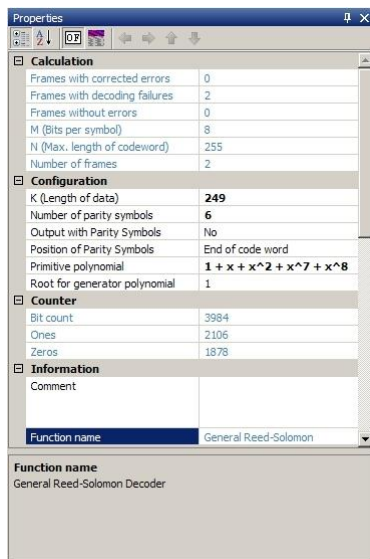 Properties
Calculation
Frames with corrected errors 0
Frames with decoding failures 2
Frames without errors 0
M (Bits per symbol) 8
N (Max. length of codeword) 255
Number of frames 2
Configuration
K (Length of data) 249
Number of parity symbols 6
Output with Parity Symbols No
Position of Parity Symbols End of code word
Primitive polynomial 1 + x + x^2 + x^7 + x^8
Root for generator polynomial 1
Counter
Bit count 3984
Ones 2106
Zeros 1878
Information
Comment
Function name General Reed-Solomon
Function name
General Reed-Solomon Decoder